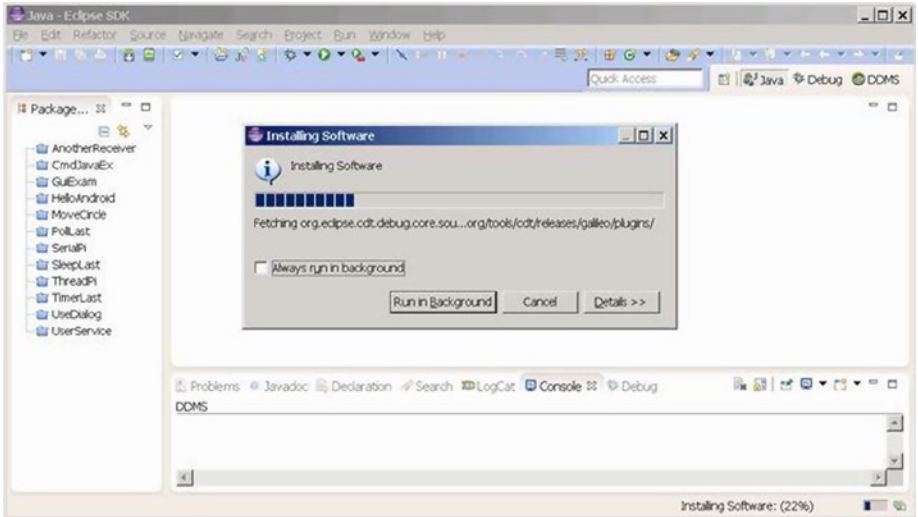 Java - Eclipse SDK
File Edit Refactor Source Navigate Search Project Run Window Help
Quick Access
Java Debug DDMS
Package...
AnotherReceiver
CmdJavaEx
GuiExam
HelloAndroid
MoveCircle
PollLast
SerialPi
SleepLast
ThreadPi
TimerLast
UseDialog
UserService
Installing Software
Installing Software
Fetching org.eclipse.cdt.debug.core.sou...org/tools/cdt/releases/galileo/plugins/
Always run in background
Run in Background Cancel Details >>
Problems Javadoc Declaration Search LogCat Console Debug
DDMS
Installing Software: (22%)